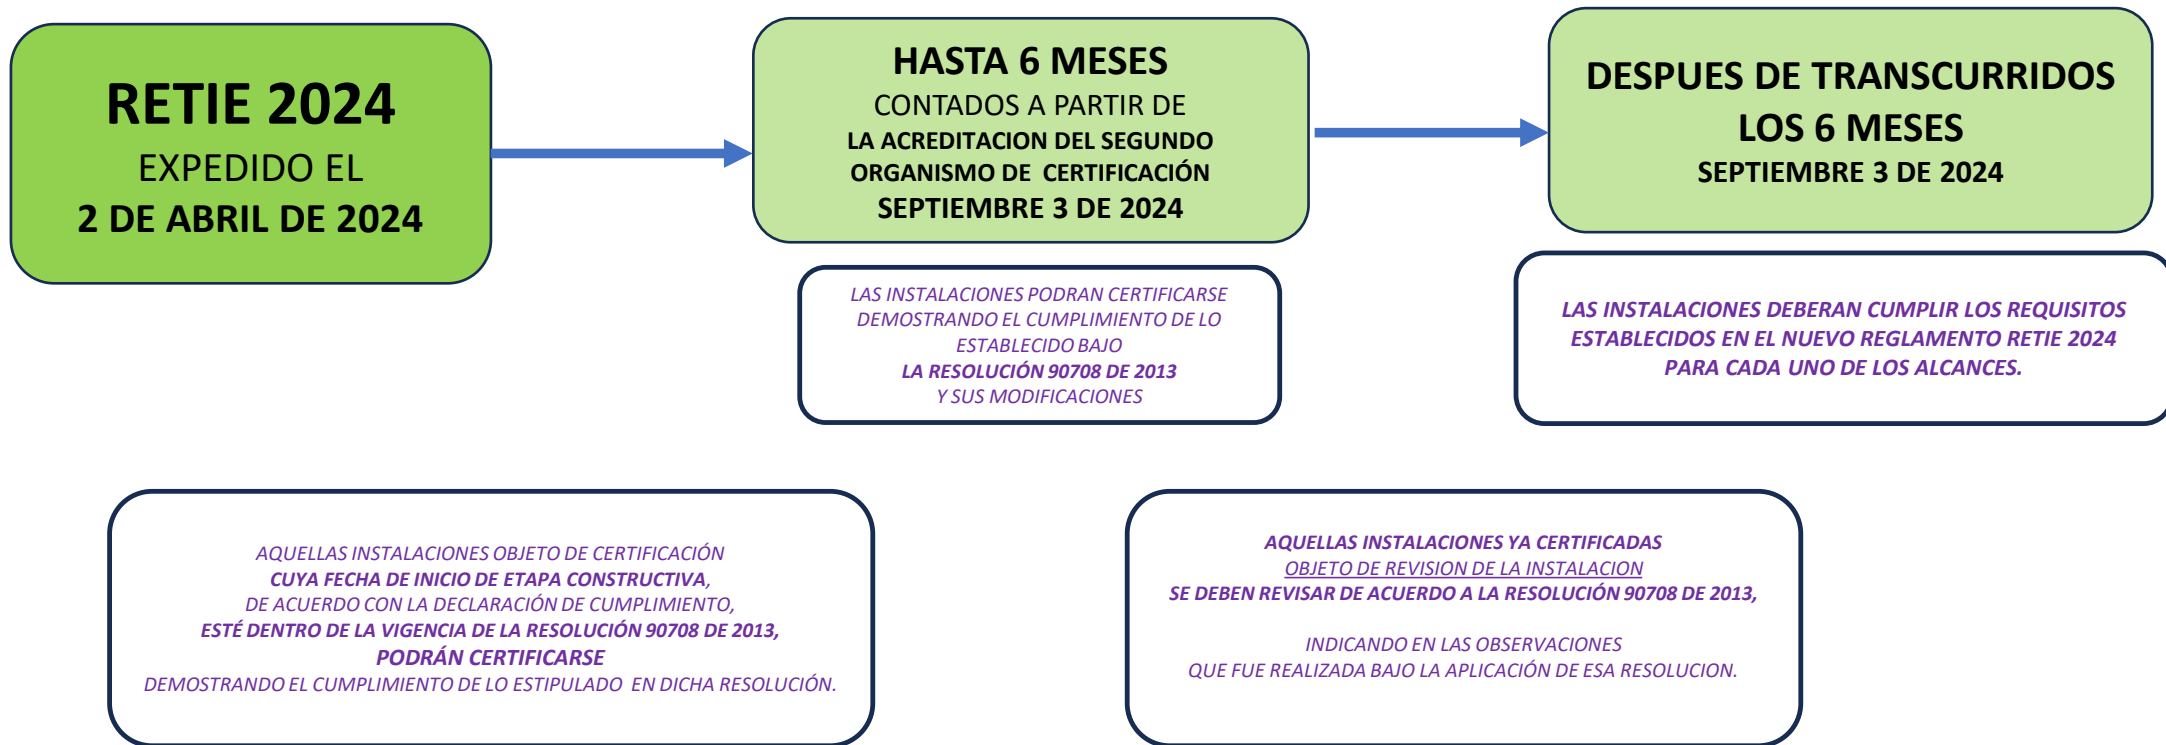 RETIE 2024
EXPEDIDO EL
2 DE ABRIL DE 2024
HASTA 6 MESES
CONTADOS A PARTIR DE
LA ACREDITACION DEL SEGUNDO
ORGANISMO DE CERTIFICACIÓN
SEPTIEMBRE 3 DE 2024
DESPUES DE TRANSCURRIDOS
LOS 6 MESES
SEPTIEMBRE 3 DE 2024
LAS INSTALACIONES PODRAN CERTIFICARSE
DEMOSTRANDO EL CUMPLIMIENTO DE LO
ESTABLECIDO BAJO
LA RESOLUCIÓN 90708 DE 2013
Y SUS MODIFICACIONES
LAS INSTALACIONES DEBERAN CUMPLIR LOS REQUISITOS
ESTABLECIDOS EN EL NUEVO REGLAMENTO RETIE 2024
PARA CADA UNO DE LOS ALCANCES.
AQUELLAS INSTALACIONES OBJETO DE CERTIFICACIÓN
CUYA FECHA DE INICIO DE ETAPA CONSTRUCTIVA,
DE ACUERDO CON LA DECLARACIÓN DE CUMPLIMIENTO,
ESTÉ DENTRO DE LA VIGENCIA DE LA RESOLUCIÓN 90708 DE 2013,
PODRÁN CERTIFICARSE
DEMOSTRANDO EL CUMPLIMIENTO DE LO ESTIPULADO EN DICHA RESOLUCIÓN.
AQUELLAS INSTALACIONES YA CERTIFICADAS
OBJETO DE REVISION DE LA INSTALACION
SE DEBEN REVISAR DE ACUERDO A LA RESOLUCIÓN 90708 DE 2013,
INDICANDO EN LAS OBSERVACIONES
QUE FUE REALIZADA BAJO LA APLICACIÓN DE ESA RESOLUCION.